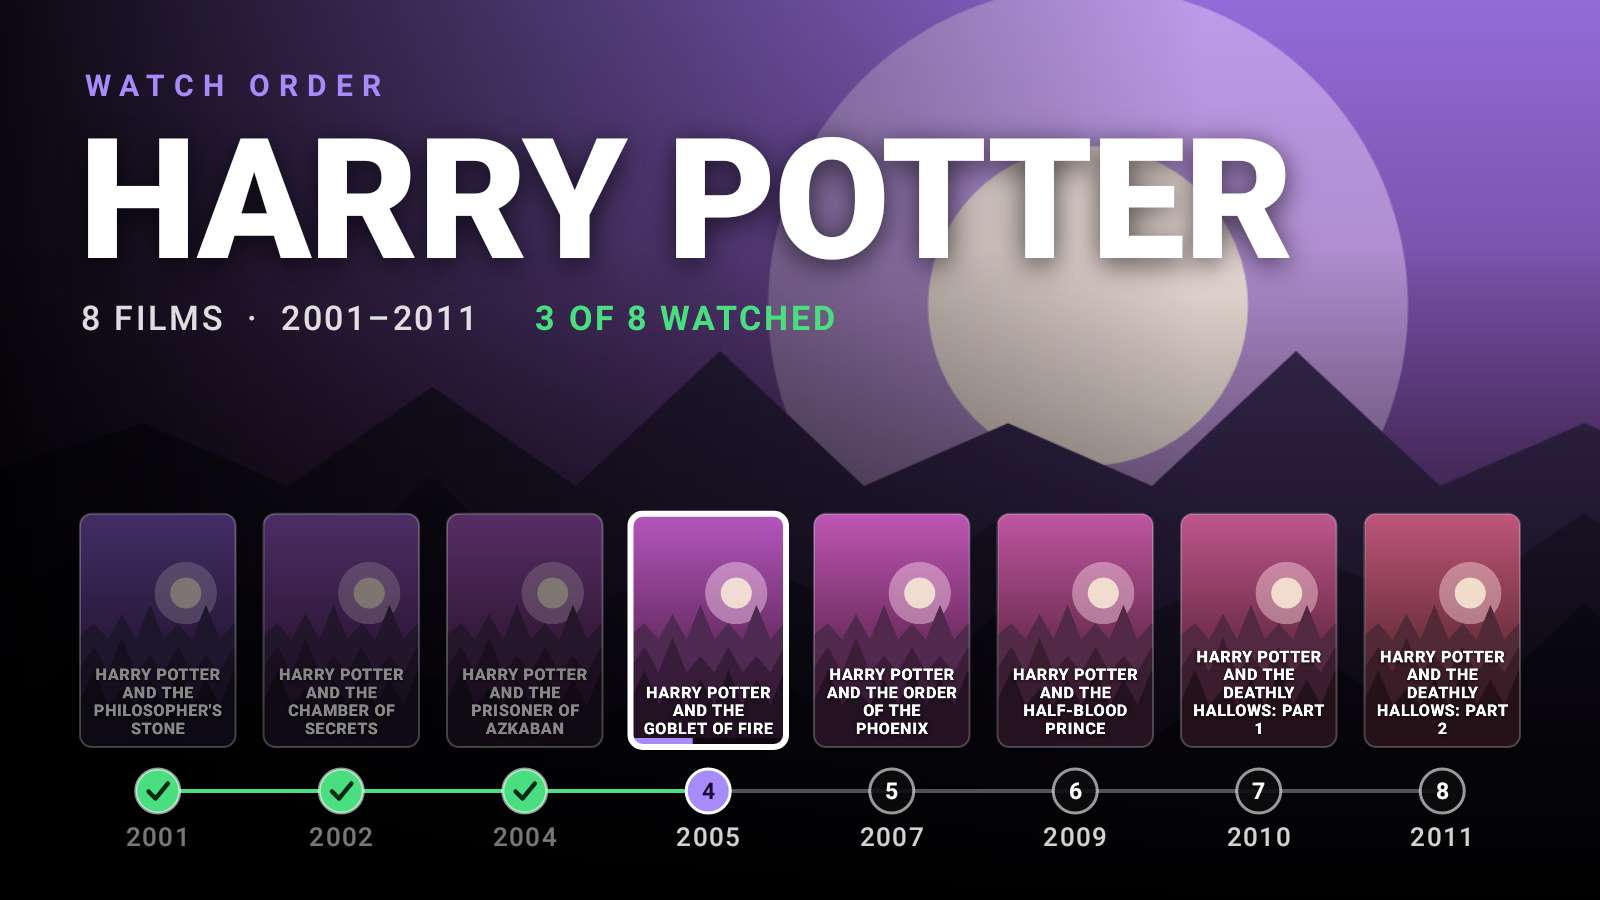 WATCH ORDER
HARRY POTTER
8 FILMS · 2001–2011 3 OF 8 WATCHED
HARRY POTTER
AND THE
PHILOSOPHER'S
STONE
HARRY POTTER
AND THE
CHAMBER OF
SECRETS
HARRY POTTER
AND THE
PRISONER OF
AZKABAN
HARRY POTTER
AND THE
GOBLET OF FIRE
HARRY POTTER
AND THE ORDER
OF THE
PHOENIX
HARRY POTTER
AND THE
HALF-BLOOD
PRINCE
HARRY POTTER
AND THE
DEATHLY
HALLOWS: PART
1
HARRY POTTER
AND THE
DEATHLY
HALLOWS: PART
2
4 5 6 7 8
2001 2002 2004 2005 2007 2009 2010 2011